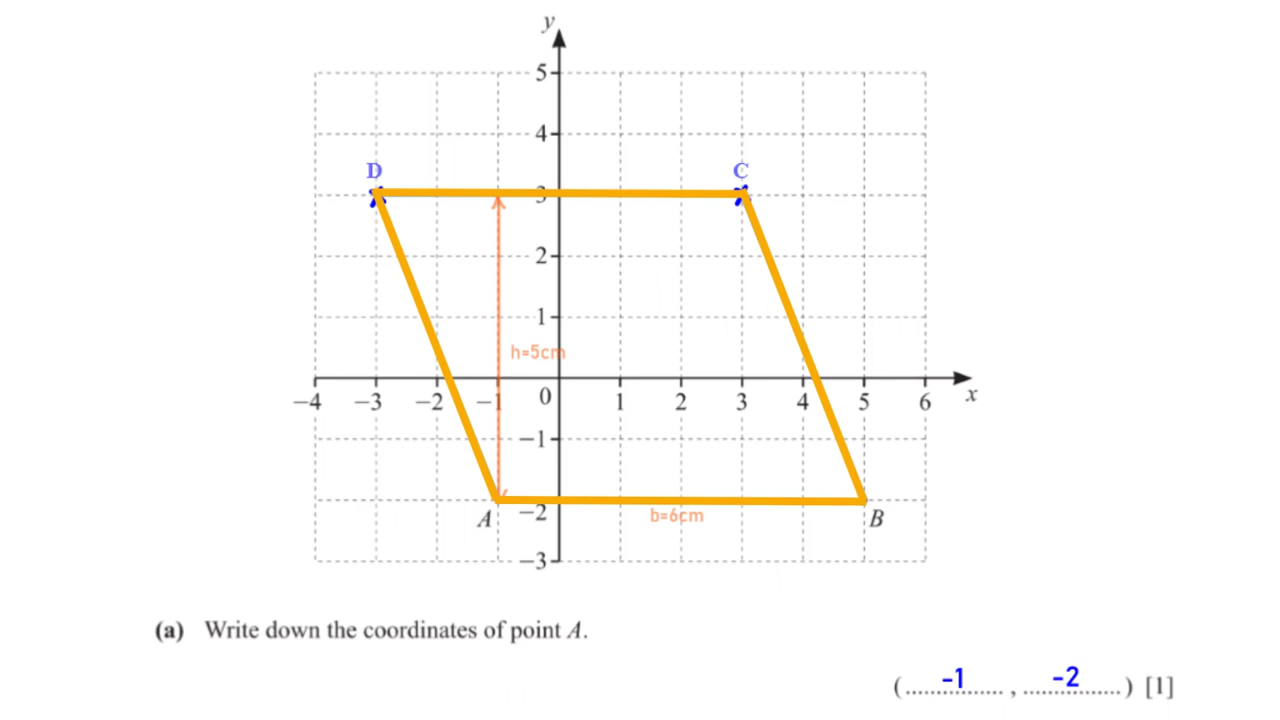 y
5
4
D
C
3
2
1
h=5cm
−4 −3 −2 −1 0 1 2 3 4 5 6 x
−1
A −2 b=6cm B
−3
(a) Write down the coordinates of point A.
(........-1........ , ........-2........) [1]